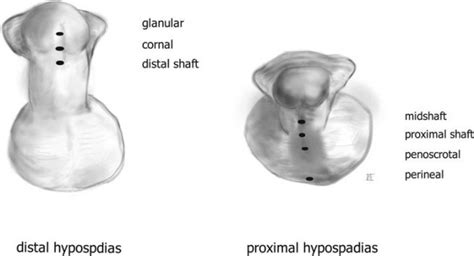 glanular
cornal
distal shaft
midshaft
proximal shaft
penoscrotal
perineal
distal hypospdias
proximal hypospadias